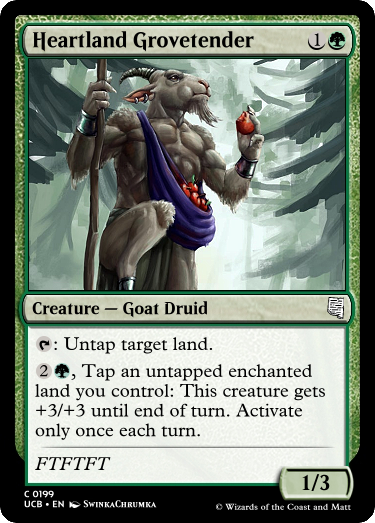 Heartland Grovetender 1
: Untap target land.
2 , Tap an untapped enchanted
land you control: This creature gets
+3/+3 until end of turn. Activate
only once each turn.
FTFTFT
1/3
Creature — Goat Druid
C 0199
UCB • EN SwinkaChrumka
© Wizards of the Coast and Matt